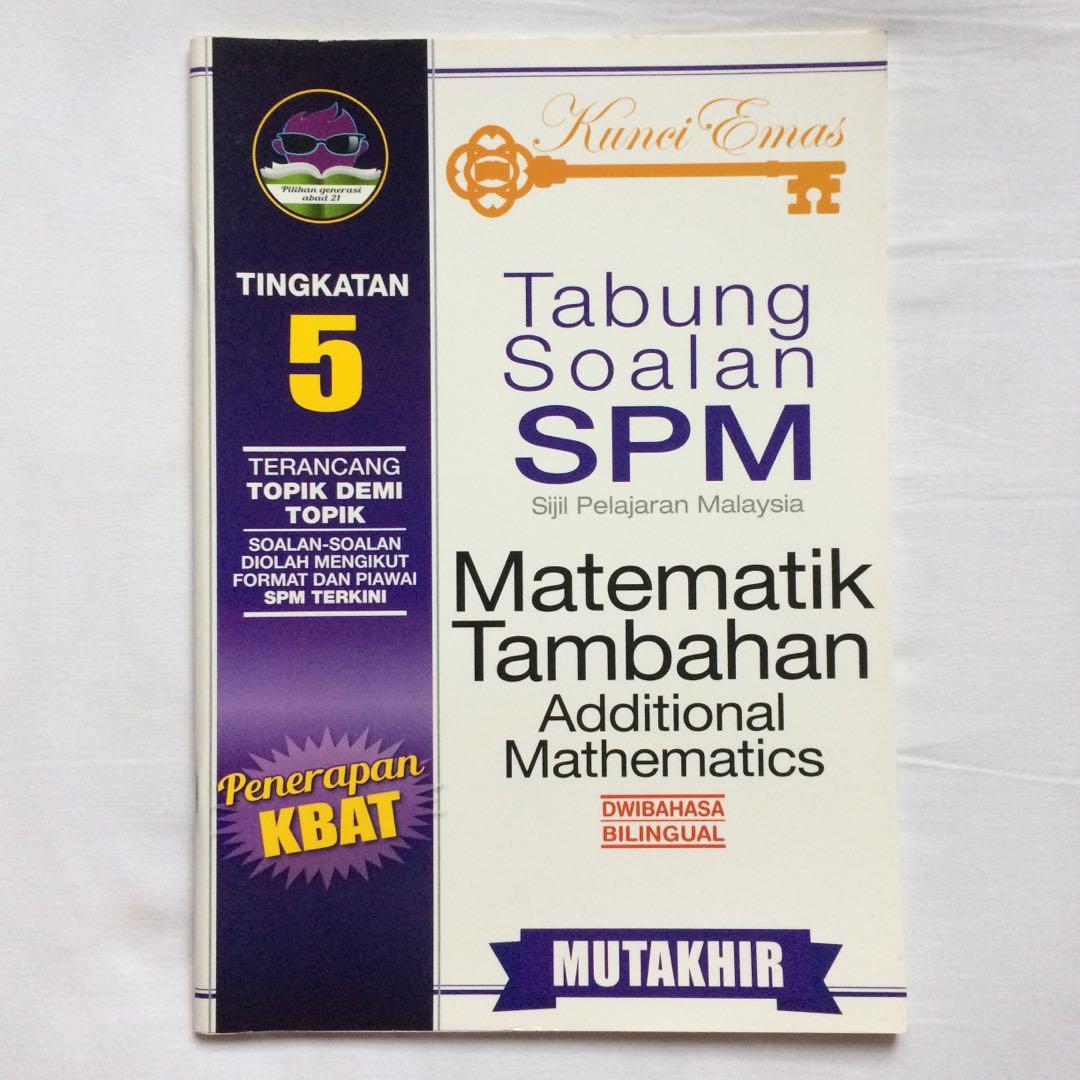 Pilihan generasi
abad 21
TINGKATAN
5
TERANCANG
TOPIK DEMI
TOPIK
SOALAN-SOALAN
DIOLAH MENGIKUT
FORMAT DAN PIAWAI
SPM TERKINI
Penerapan
KBAT
Kunci Emas
Tabung
Soalan
SPM
Sijil Pelajaran Malaysia
Matematik
Tambahan
Additional
Mathematics
DWIBAHASA
BILINGUAL
MUTAKHIR